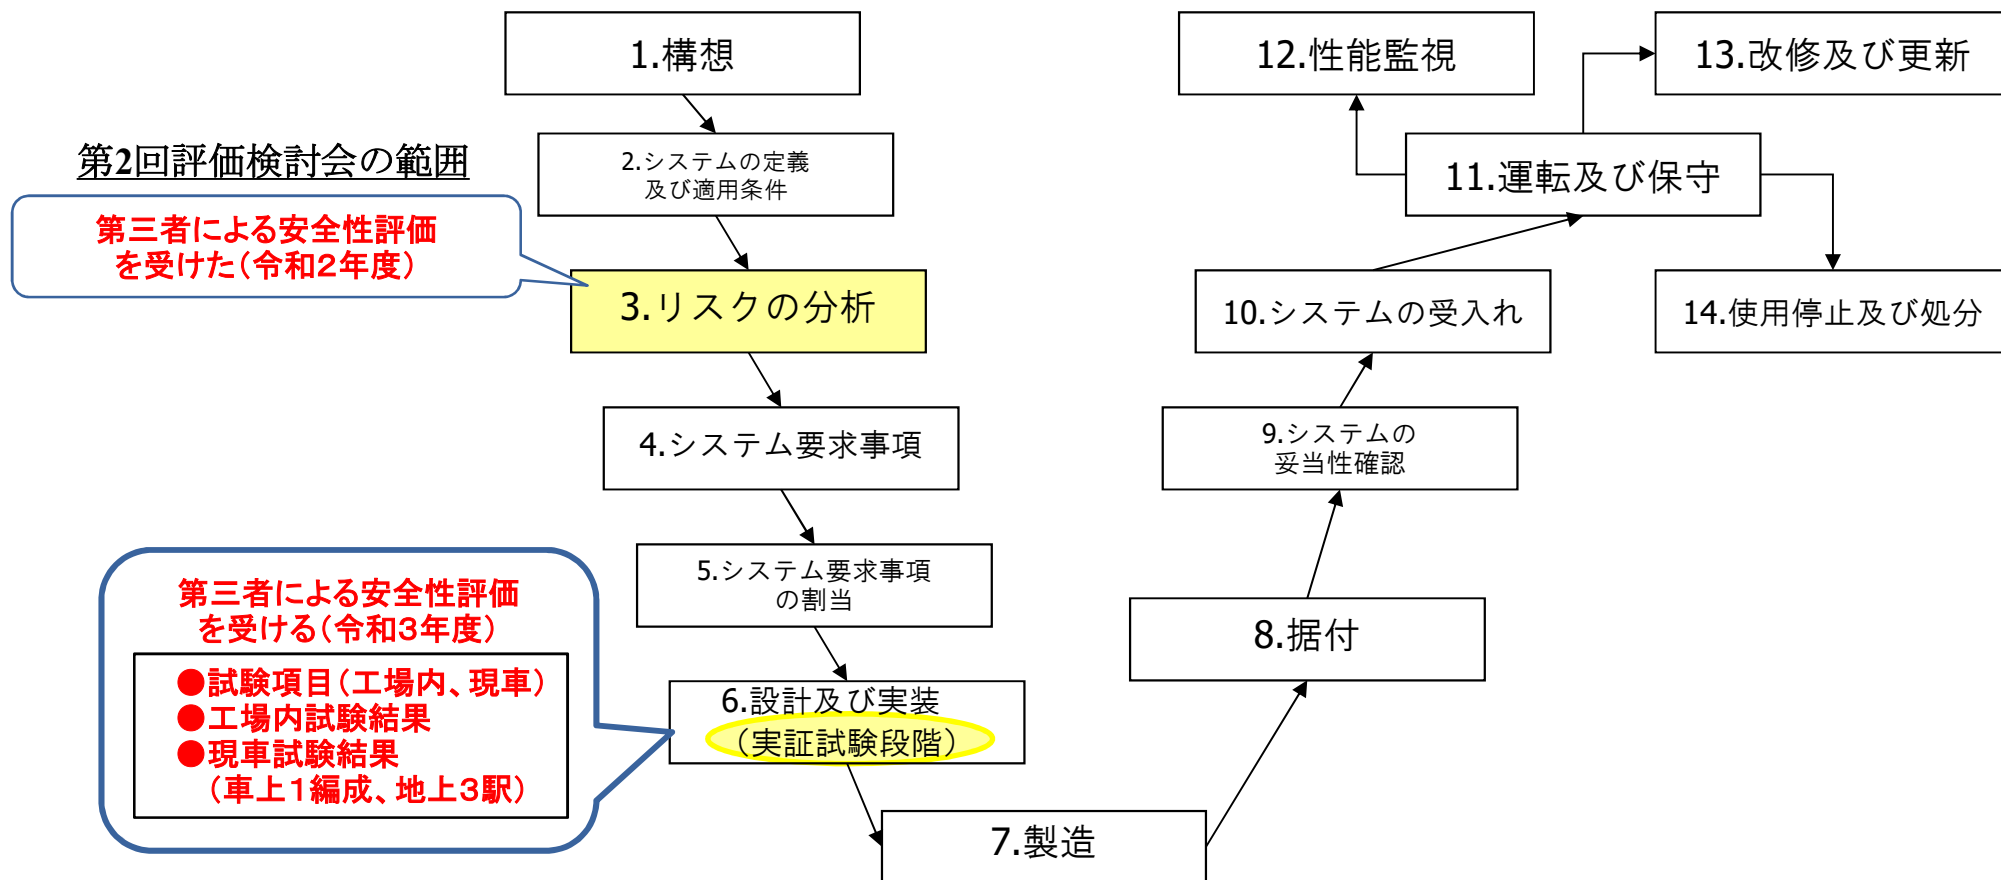 1.構想
2.システムの定義
及び適用条件
第2回評価検討会の範囲
第三者による安全性評価
を受けた(令和2年度)
3.リスクの分析
4.システム要求事項
5.システム要求事項
の割当
第三者による安全性評価
を受ける(令和3年度)
●試験項目(工場内、現車)
●工場内試験結果
●現車試験結果
(車上1編成、地上3駅)
6.設計及び実装
(実証試験段階)
7.製造
8.据付
9.システムの
妥当性確認
10.システムの受入れ
11.運転及び保守
12.性能監視
13.改修及び更新
14.使用停止及び処分